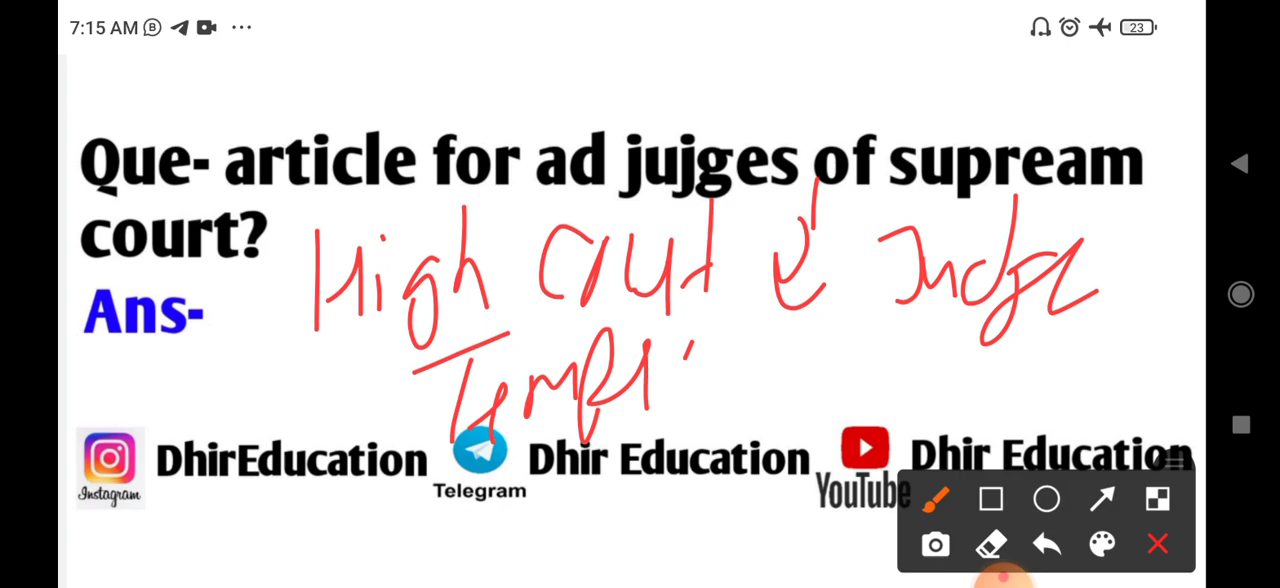 7:15 AM
23
Que- article for ad jujges of supream
court?
High Court Judge
Ans-
DhirEducation
Dhir Education
Dhir Education
Instagram
Telegram
YouTube